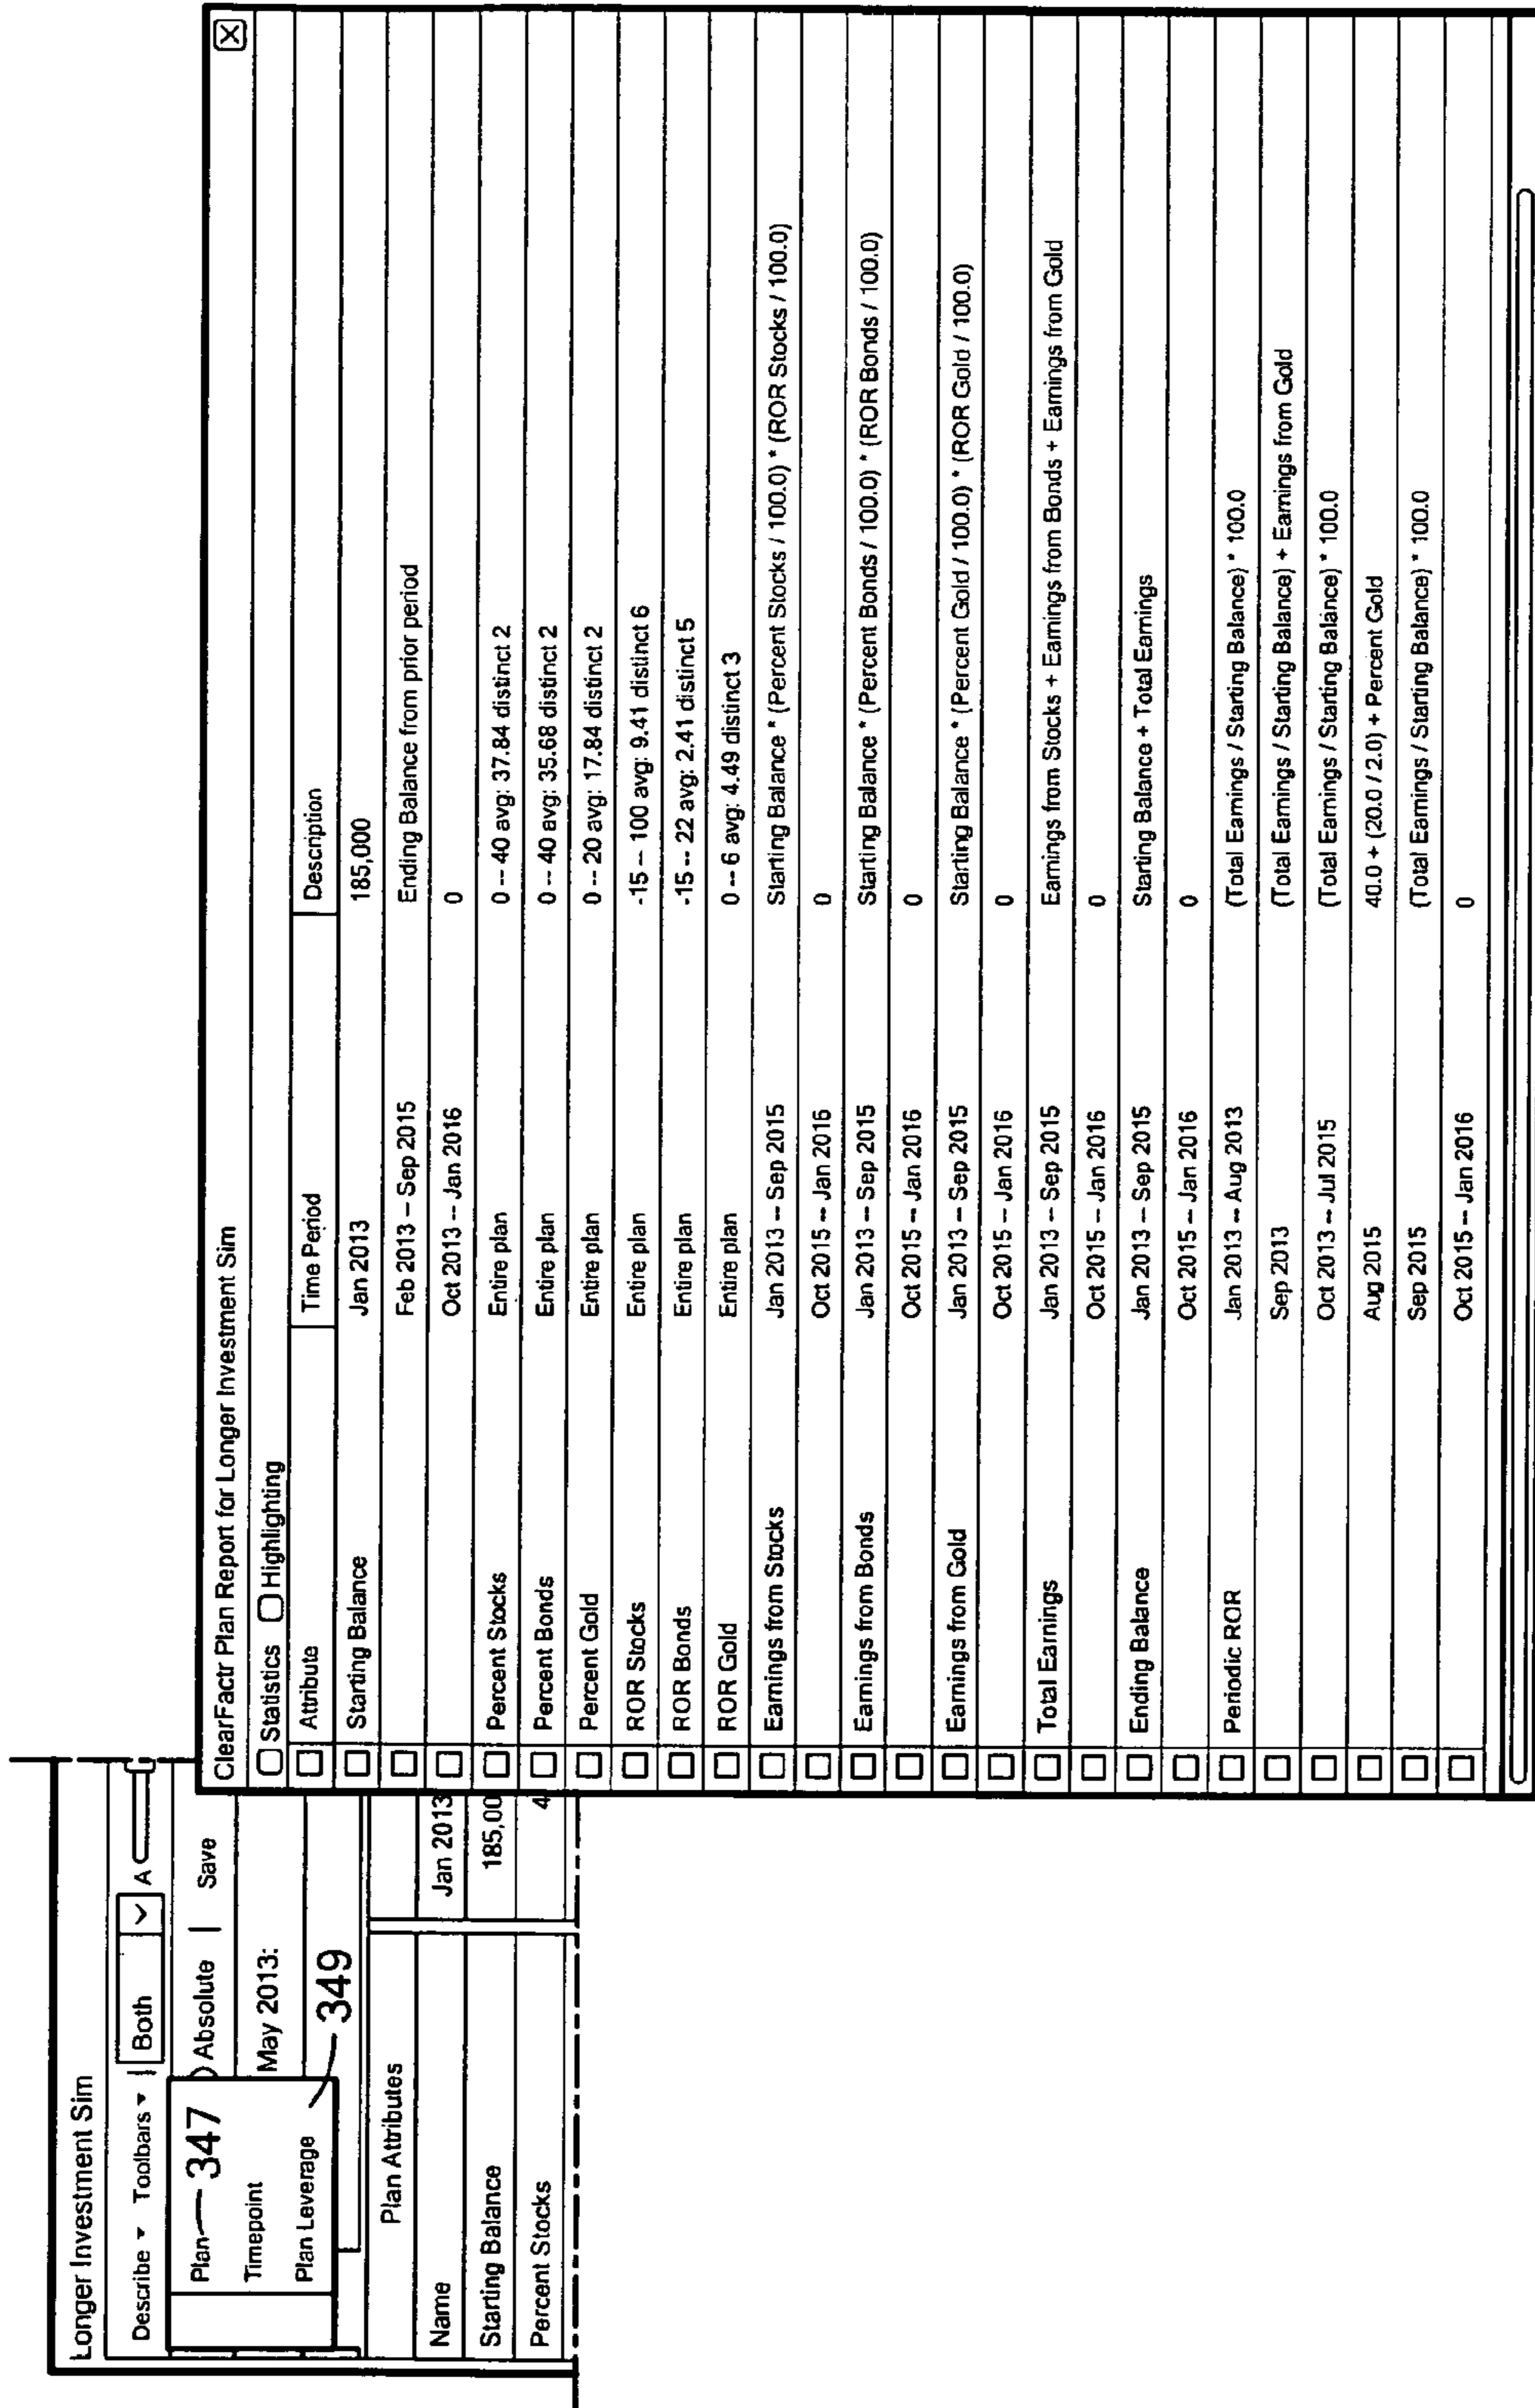 Longer Investment Sim
Describe ▾ Toolbars ▾ | Both A
Plan 347 Absolute | Save
Timepoint May 2013:
Plan Leverage 349
Plan Attributes
Name Jan 2013
Starting Balance 185,00
Percent Stocks 4
ClearFactr Plan Report for Longer Investment Sim
Statistics Highlighting
Attribute Time Period Description
Starting Balance Jan 2013 185,000
Feb 2013 -- Sep 2015 Ending Balance from prior period
Oct 2013 -- Jan 2016 0
Percent Stocks Entire plan 0 -- 40 avg: 37.84 distinct 2
Percent Bonds Entire plan 0 -- 40 avg: 35.68 distinct 2
Percent Gold Entire plan 0 -- 20 avg: 17.84 distinct 2
ROR Stocks Entire plan -15 -- 100 avg: 9.41 distinct 6
ROR Bonds Entire plan -15 -- 22 avg: 2.41 distinct 5
ROR Gold Entire plan 0 -- 6 avg: 4.49 distinct 3
Earnings from Stocks Jan 2013 -- Sep 2015 Starting Balance * (Percent Stocks / 100.0) * (ROR Stocks / 100.0)
Oct 2015 -- Jan 2016 0
Earnings from Bonds Jan 2013 -- Sep 2015 Starting Balance * (Percent Bonds / 100.0) * (ROR Bonds / 100.0)
Oct 2015 -- Jan 2016 0
Earnings from Gold Jan 2013 -- Sep 2015 Starting Balance * (Percent Gold / 100.0) * (ROR Gold / 100.0)
Oct 2015 -- Jan 2016 0
Total Earnings Jan 2013 -- Sep 2015 Earnings from Stocks + Earnings from Bonds + Earnings from Gold
Oct 2015 -- Jan 2016 0
Ending Balance Jan 2013 -- Sep 2015 Starting Balance + Total Earnings
Oct 2015 -- Jan 2016 0
Periodic ROR Jan 2013 -- Aug 2013 (Total Earnings / Starting Balance) * 100.0
Sep 2013 (Total Earnings / Starting Balance) + Earnings from Gold
Oct 2013 -- Jul 2015 (Total Earnings / Starting Balance) * 100.0
Aug 2015 40.0 + (20.0 / 2.0) + Percent Gold
Sep 2015 (Total Earnings / Starting Balance) * 100.0
Oct 2015 -- Jan 2016 0